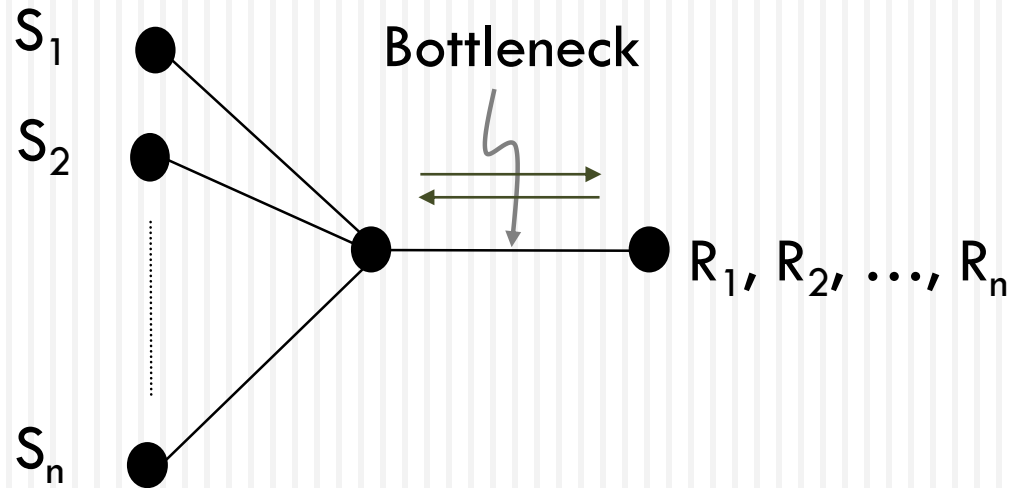 S₁
Bottleneck
S₂
R₁, R₂, ..., Rₙ
Sₙ